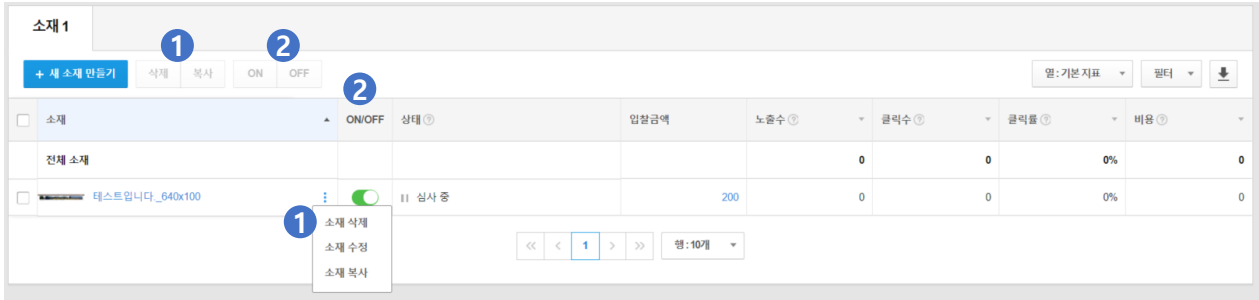 소재 1
1
2
+ 새 소재 만들기 삭제 복사 ON OFF 열 : 기본 지표 필터
2
소재 ON/OFF 상태 ? 입찰금액 노출수 ? 클릭수 ? 클릭률 ? 비용 ?
전체 소재 0 0 0% 0
테스트입니다._640x100 심사 중 200 0 0 0% 0
1 소재 삭제
소재 수정
소재 복사
<< < 1 > >> 행 : 10개